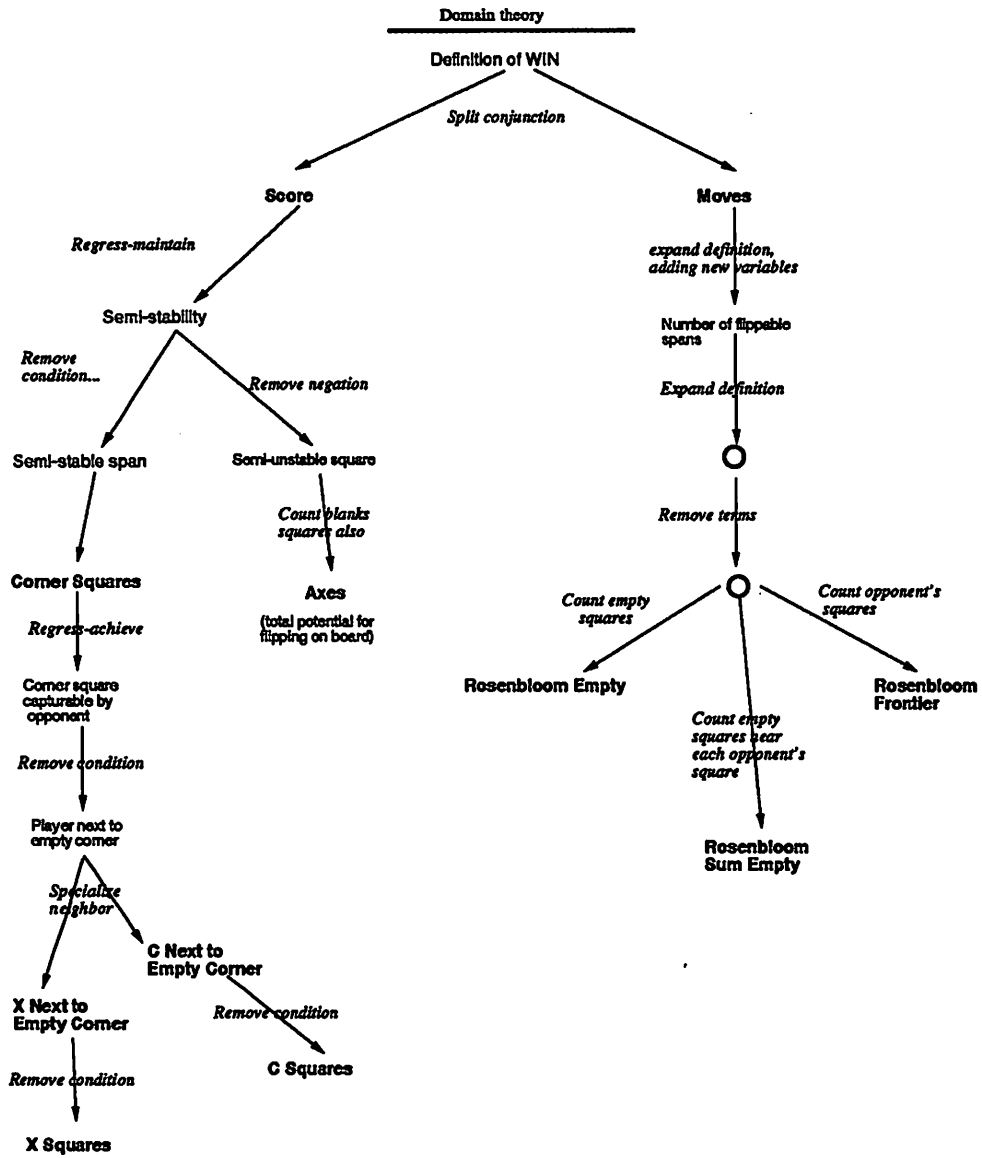 Domain theory
Definition of WIN
Split conjunction
Score
Moves
Regress-maintain
expand definition,
adding new variables
Semi-stability
Number of flippable
spans
Remove
condition...
Remove negation
Expand definition
Semi-stable span
Semi-unstable square
Count blanks
squares also
Remove terms
Corner Squares
Axes
(total potential for
flipping on board)
Count empty
squares
Count opponent's
squares
Regress-achieve
Corner square
capturable by
opponent
Rosenbloom Empty
Rosenbloom
Frontier
Count empty
squares near
each opponent's
square
Remove condition
Player next to
empty corner
Rosenbloom
Sum Empty
Specialize
neighbor
C Next to
Empty Corner
X Next to
Empty Corner
Remove condition
C Squares
Remove condition
X Squares